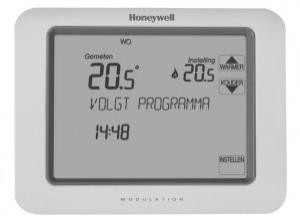 Honeywell
WO
Gemeten
Instelling
20.5°
20.5
WARMER
KOUDER
VOLGT PROGRAMMA
14:48
INSTELLEN
MODULATION